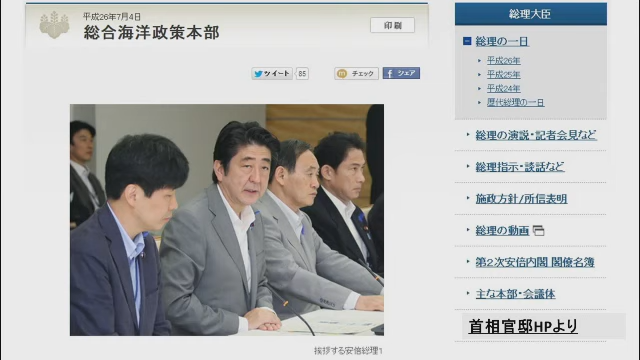 平成26年7月4日
総合海洋政策本部
印刷
ツイート
85
m チェック
f シェア
挨拶する安倍総理1
総理大臣
総理の一日
平成26年
平成25年
平成24年
歴代総理の一日
総理の演説・記者会見など
総理指示・談話など
施政方針/所信表明
総理の動画
第2次安倍内閣 閣僚名簿
主な本部・会議体
首相官邸HPより